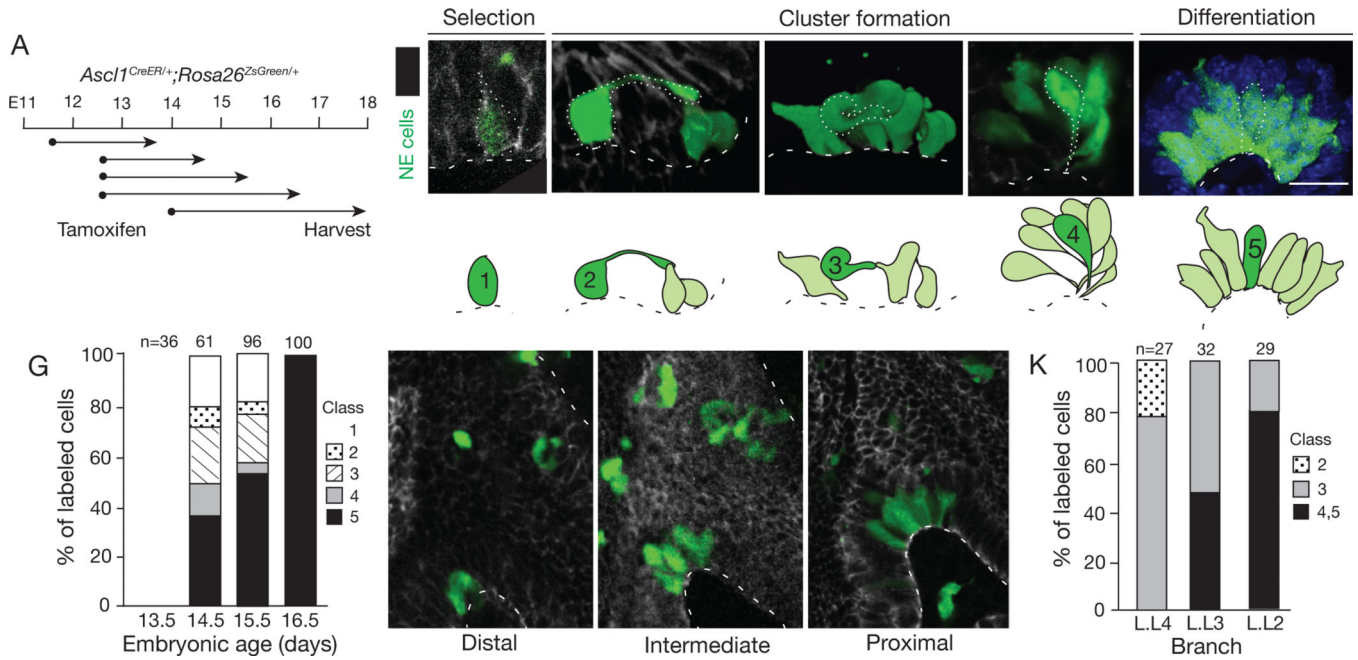 Selection
Cluster formation
Differentiation
A
Ascl1CreER/+;Rosa26ZsGreen/+
E11 12 13 14 15 16 17 18
Tamoxifen
Harvest
NE cells
1
2
3
4
5
G
n=36 61 96 100
100
80
60
40
20
0
% of labeled cells
13.5 14.5 15.5 16.5
Embryonic age (days)
Class
1
2
3
4
5
Distal
Intermediate
Proximal
K
n=27 32 29
100
80
60
40
20
0
% of labeled cells
L.L4 L.L3 L.L2
Branch
Class
2
3
4,5